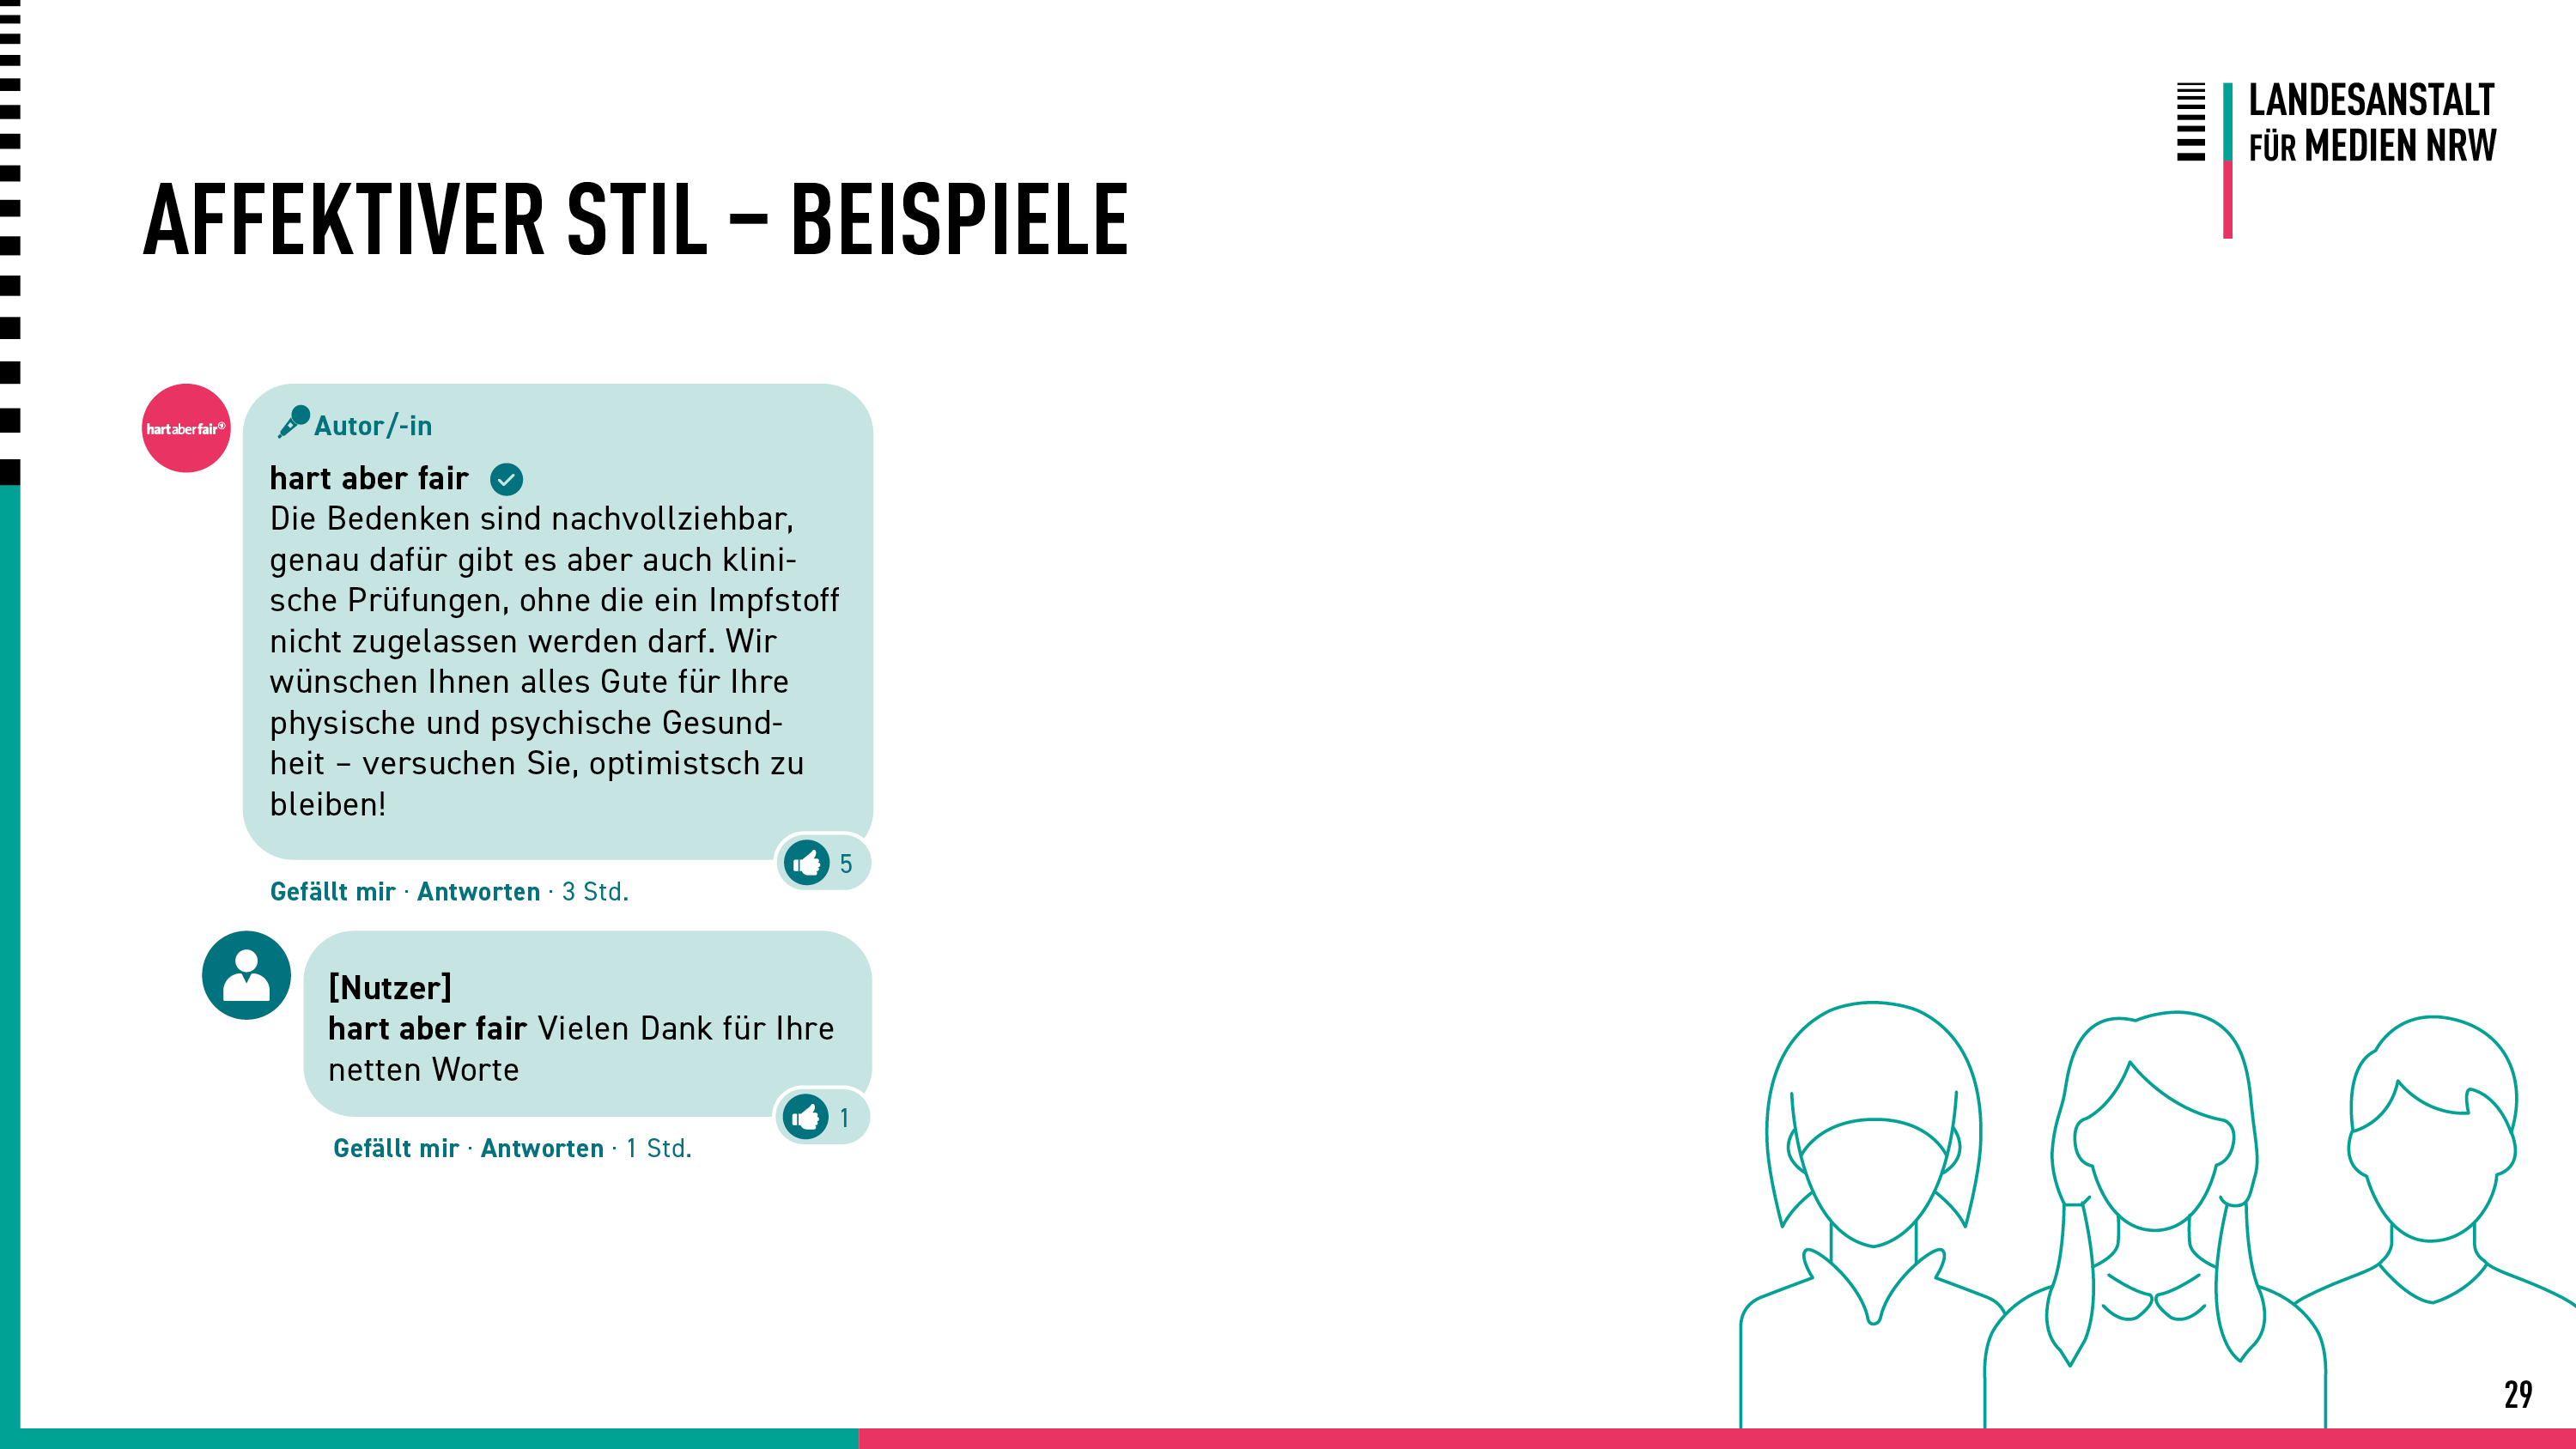 LANDESANSTALT
FÜR MEDIEN NRW
AFFEKTIVER STIL – BEISPIELE
hartaberfair®
Autor/-in
hart aber fair
Die Bedenken sind nachvollziehbar,
genau dafür gibt es aber auch klini-
sche Prüfungen, ohne die ein Impfstoff
nicht zugelassen werden darf. Wir
wünschen Ihnen alles Gute für Ihre
physische und psychische Gesund-
heit – versuchen Sie, optimistsch zu
bleiben!
5
Gefällt mir · Antworten · 3 Std.
[Nutzer]
hart aber fair Vielen Dank für Ihre
netten Worte
1
Gefällt mir · Antworten · 1 Std.
29